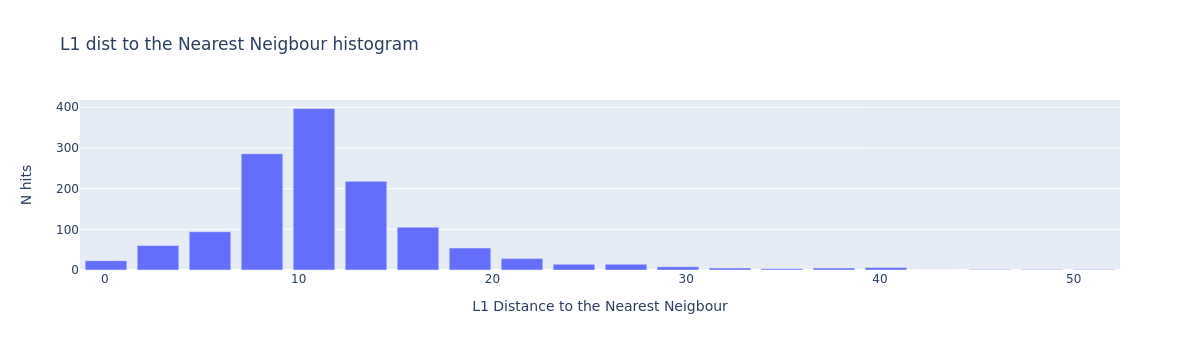 L1 dist to the Nearest Neigbour histogram
400
300
200
100
0
N hits
0 10 20 30 40 50
L1 Distance to the Nearest Neigbour